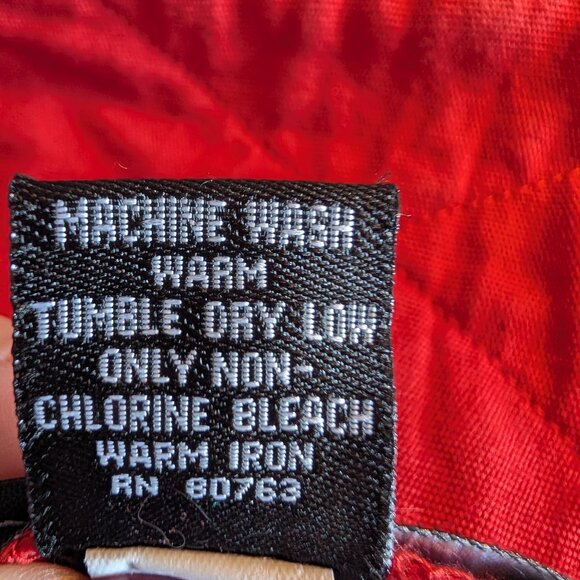 MACHINE WASH
WARM
TUMBLE DRY LOW
ONLY NON-
CHLORINE BLEACH
WARM IRON
RN 80763